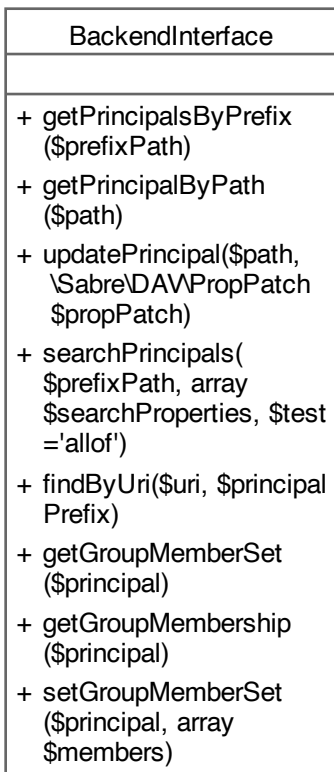 BackendInterface
+ getPrincipalsByPrefix
($prefixPath)
+ getPrincipalByPath
($path)
+ updatePrincipal($path,
\Sabre\DAV\PropPatch
$propPatch)
+ searchPrincipals(
$prefixPath, array
$searchProperties, $test
='allof')
+ findByUri($uri, $principal
Prefix)
+ getGroupMemberSet
($principal)
+ getGroupMembership
($principal)
+ setGroupMemberSet
($principal, array
$members)